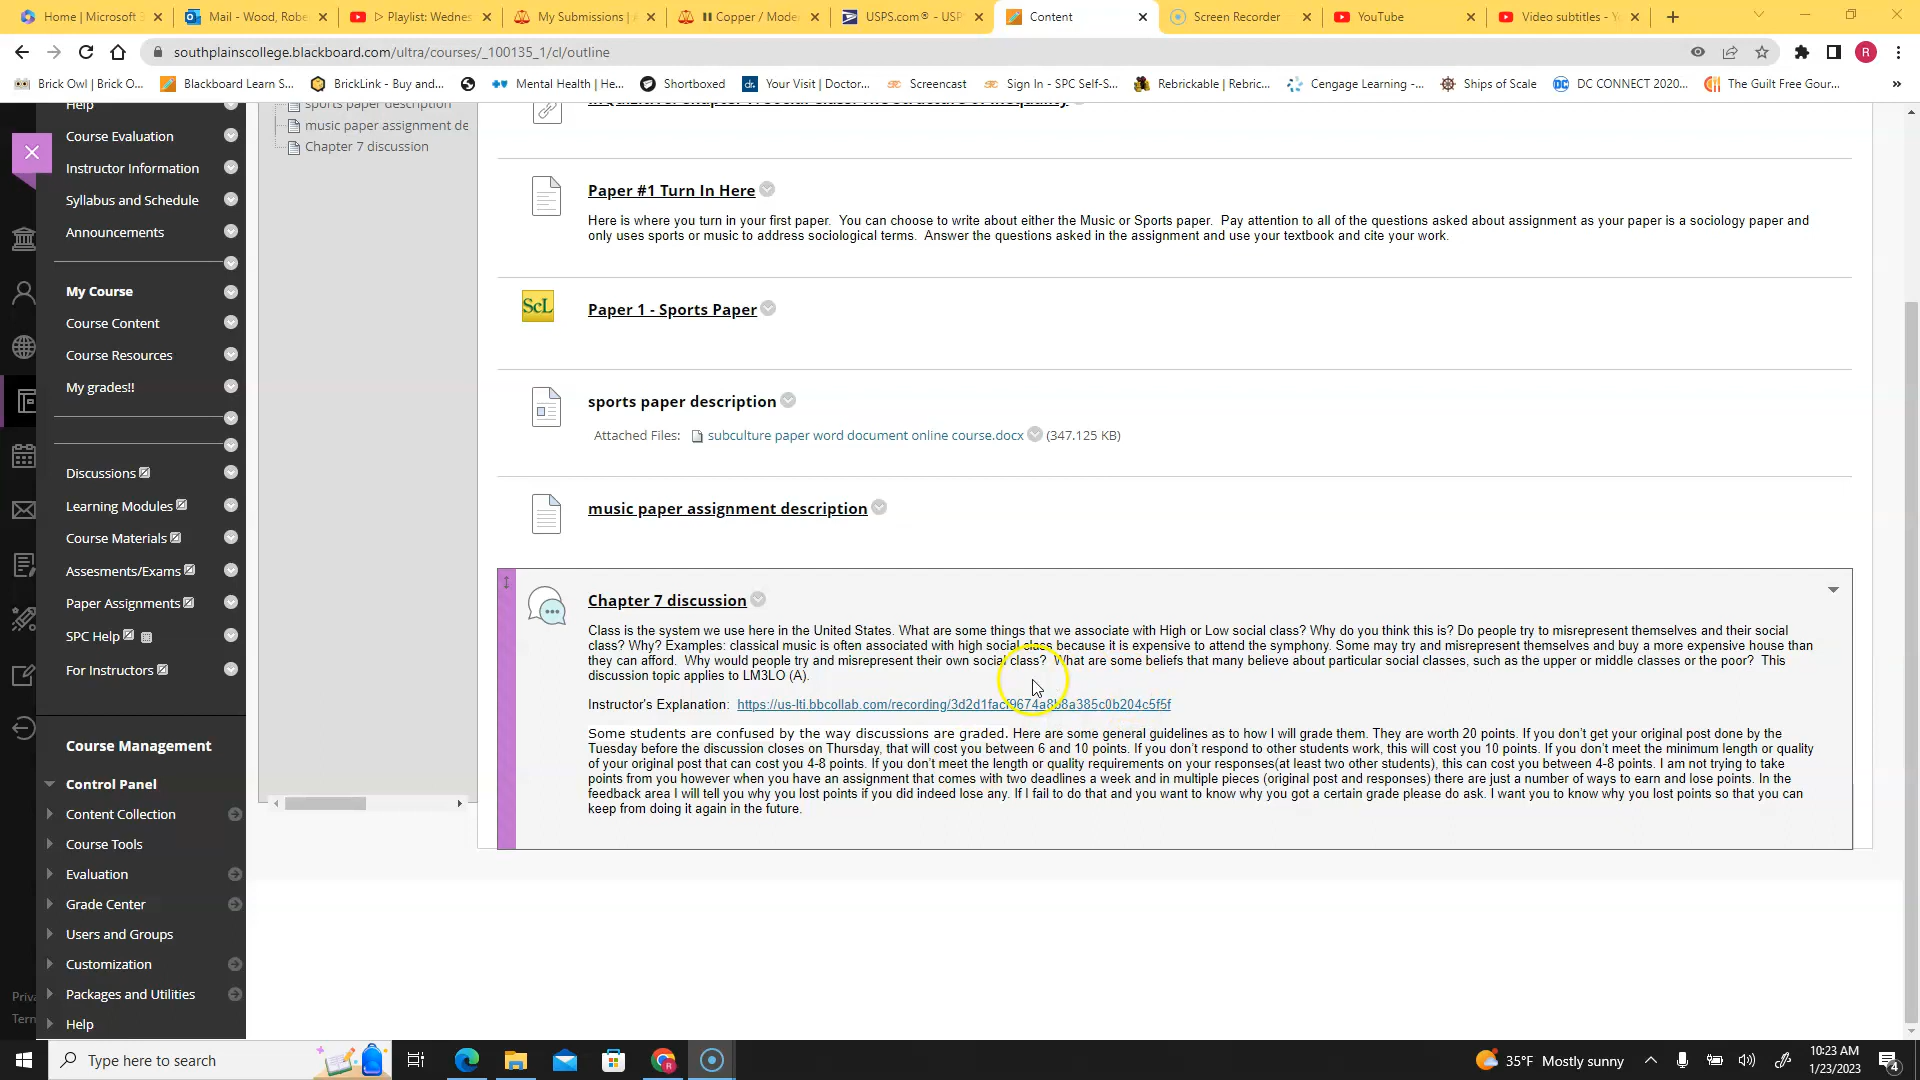 Home | Microsoft 3
Mail - Wood, Robe
Playlist: Wednes
My Submissions |
Copper / Mode
USPS.com® - USP
Content
Screen Recorder
YouTube
Video subtitles - Y
southplainscollege.blackboard.com/ultra/courses/_100135_1/cl/outline
R
Brick Owl | Brick O...
Blackboard Learn S...
BrickLink - Buy and...
Mental Health | He...
Shortboxed
Your Visit | Doctor...
Screencast
Sign In - SPC Self-S...
Rebrickable | Rebric...
Cengage Learning -...
Ships of Scale
DC CONNECT 2020...
The Guilt Free Gour...
Help
Course Evaluation
Instructor Information
Syllabus and Schedule
Announcements
My Course
Course Content
Course Resources
My grades!!
Discussions
Learning Modules
Course Materials
Assesments/Exams
Paper Assignments
SPC Help
For Instructors
Course Management
Control Panel
Content Collection
Course Tools
Evaluation
Grade Center
Users and Groups
Customization
Packages and Utilities
Help
Priva
Term
sports paper description
music paper assignment de
Chapter 7 discussion
InQuizitive: Chapter 7: Social Class: The Structure of Inequality
Paper #1 Turn In Here
Here is where you turn in your first paper. You can choose to write about either the Music or Sports paper. Pay attention to all of the questions asked about assignment as your paper is a sociology paper and
only uses sports or music to address sociological terms. Answer the questions asked in the assignment and use your textbook and cite your work.
ScL
Paper 1 - Sports Paper
sports paper description
Attached Files: subculture paper word document online course.docx (347.125 KB)
music paper assignment description
Chapter 7 discussion
Class is the system we use here in the United States. What are some things that we associate with High or Low social class? Why do you think this is? Do people try to misrepresent themselves and their social
class? Why? Examples: classical music is often associated with high social class because it is expensive to attend the symphony. Some may try and misrepresent themselves and buy a more expensive house than
they can afford. Why would people try and misrepresent their own social class? What are some beliefs that many believe about particular social classes, such as the upper or middle classes or the poor? This
discussion topic applies to LM3LO (A).
Instructor's Explanation: https://us-lti.bbcollab.com/recording/3d2d1facf9674a8b8a385c0b204c5f5f
Some students are confused by the way discussions are graded. Here are some general guidelines as to how I will grade them. They are worth 20 points. If you don't get your original post done by the
Tuesday before the discussion closes on Thursday, that will cost you between 6 and 10 points. If you don't respond to other students work, this will cost you 10 points. If you don't meet the minimum length or quality
of your original post that can cost you 4-8 points. If you don't meet the length or quality requirements on your responses(at least two other students), this can cost you between 4-8 points. I am not trying to take
points from you however when you have an assignment that comes with two deadlines a week and in multiple pieces (original post and responses) there are just a number of ways to earn and lose points. In the
feedback area I will tell you why you lost points if you did indeed lose any. If I fail to do that and you want to know why you got a certain grade please do ask. I want you to know why you lost points so that you can
keep from doing it again in the future.
Type here to search
35°F Mostly sunny
10:23 AM
1/23/2023
4